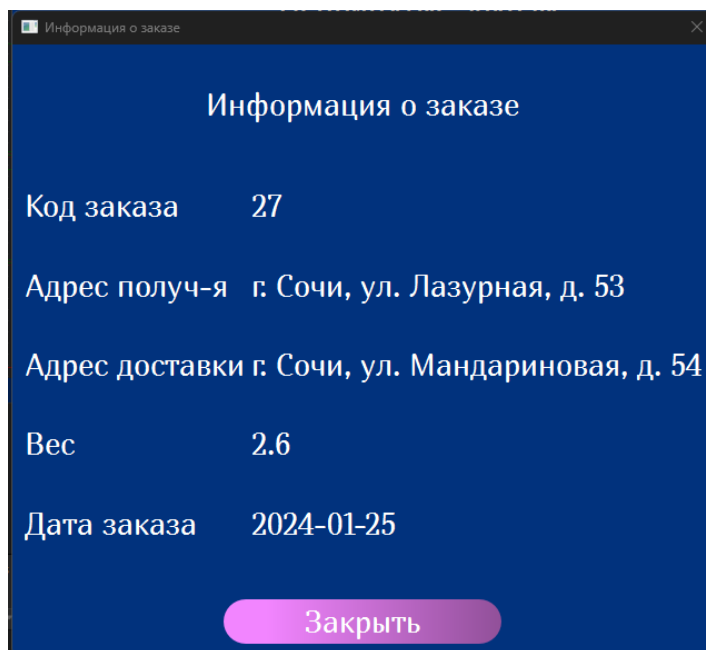 Информация о заказе
Информация о заказе
Код заказа 27
Адрес получ-я г. Сочи, ул. Лазурная, д. 53
Адрес доставки г. Сочи, ул. Мандариновая, д. 54
Вес 2.6
Дата заказа 2024-01-25
Закрыть